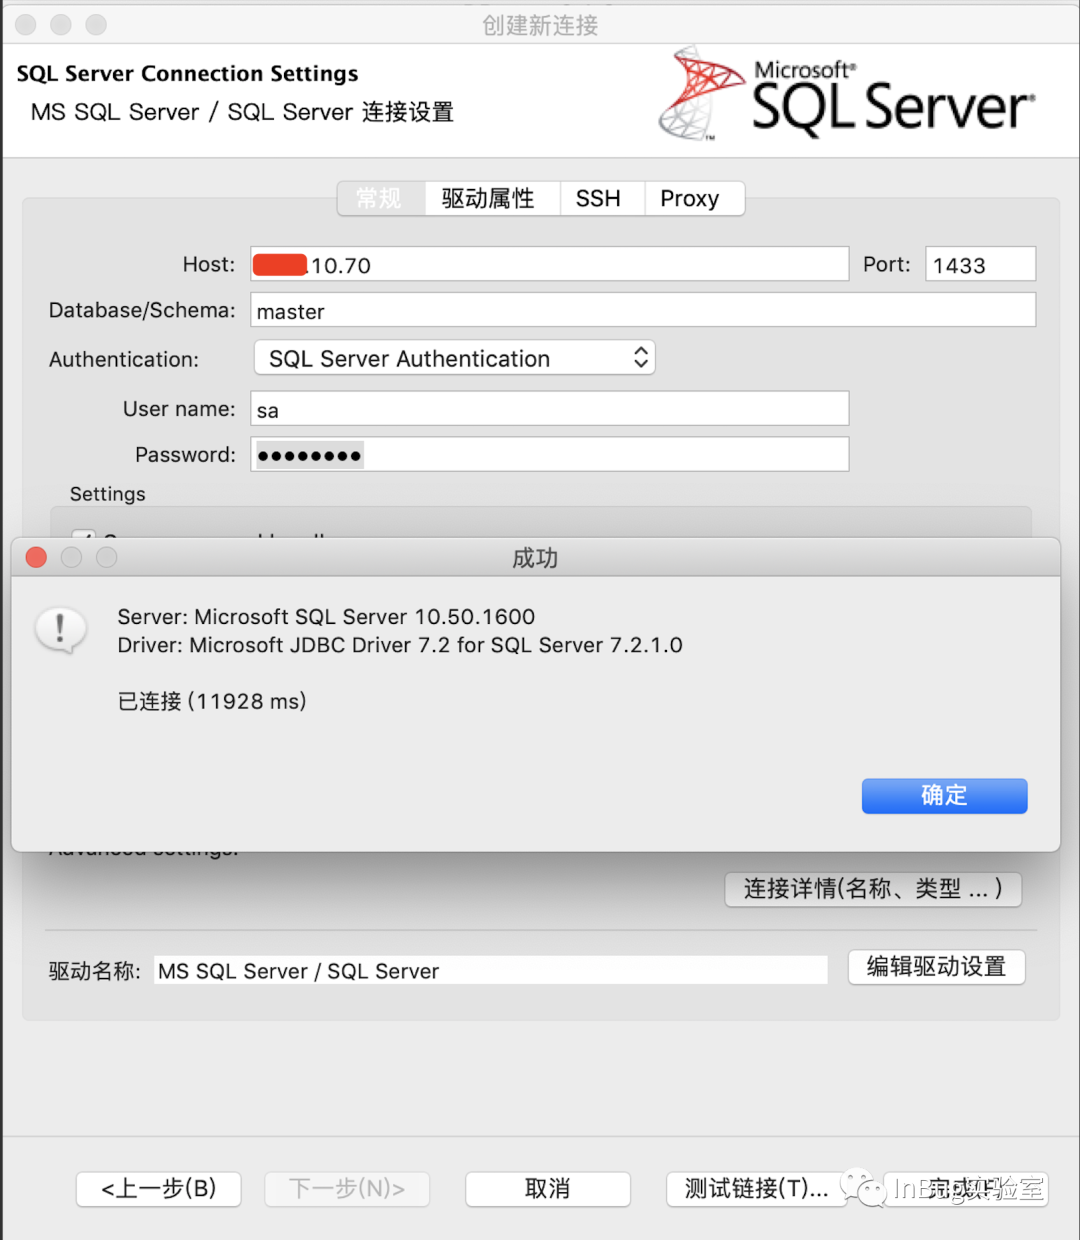 创建新连接
SQL Server Connection Settings
MS SQL Server / SQL Server 连接设置
Microsoft®
SQL Server®
™
常规 驱动属性 SSH Proxy
Host: .10.70 Port: 1433
Database/Schema: master
Authentication: SQL Server Authentication
User name: sa
Password: ••••••••
Settings
成功
Server: Microsoft SQL Server 10.50.1600
Driver: Microsoft JDBC Driver 7.2 for SQL Server 7.2.1.0
已连接 (11928 ms)
确定
Advanced settings:
连接详情(名称、类型 ... )
驱动名称: MS SQL Server / SQL Server 编辑驱动设置
<上一步(B) 下一步(N)> 取消 测试链接(T)...
InBug实验室